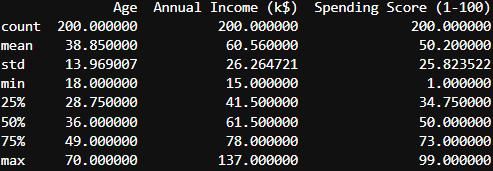 Age Annual Income (k$) Spending Score (1-100)
count 200.000000 200.000000 200.000000
mean 38.850000 60.560000 50.200000
std 13.969007 26.264721 25.823522
min 18.000000 15.000000 1.000000
25% 28.750000 41.500000 34.750000
50% 36.000000 61.500000 50.000000
75% 49.000000 78.000000 73.000000
max 70.000000 137.000000 99.000000